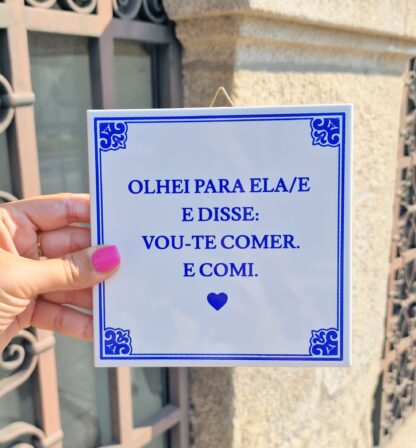 OLHEI PARA ELA/E
E DISSE:
VOU-TE COMER.
E COMI.